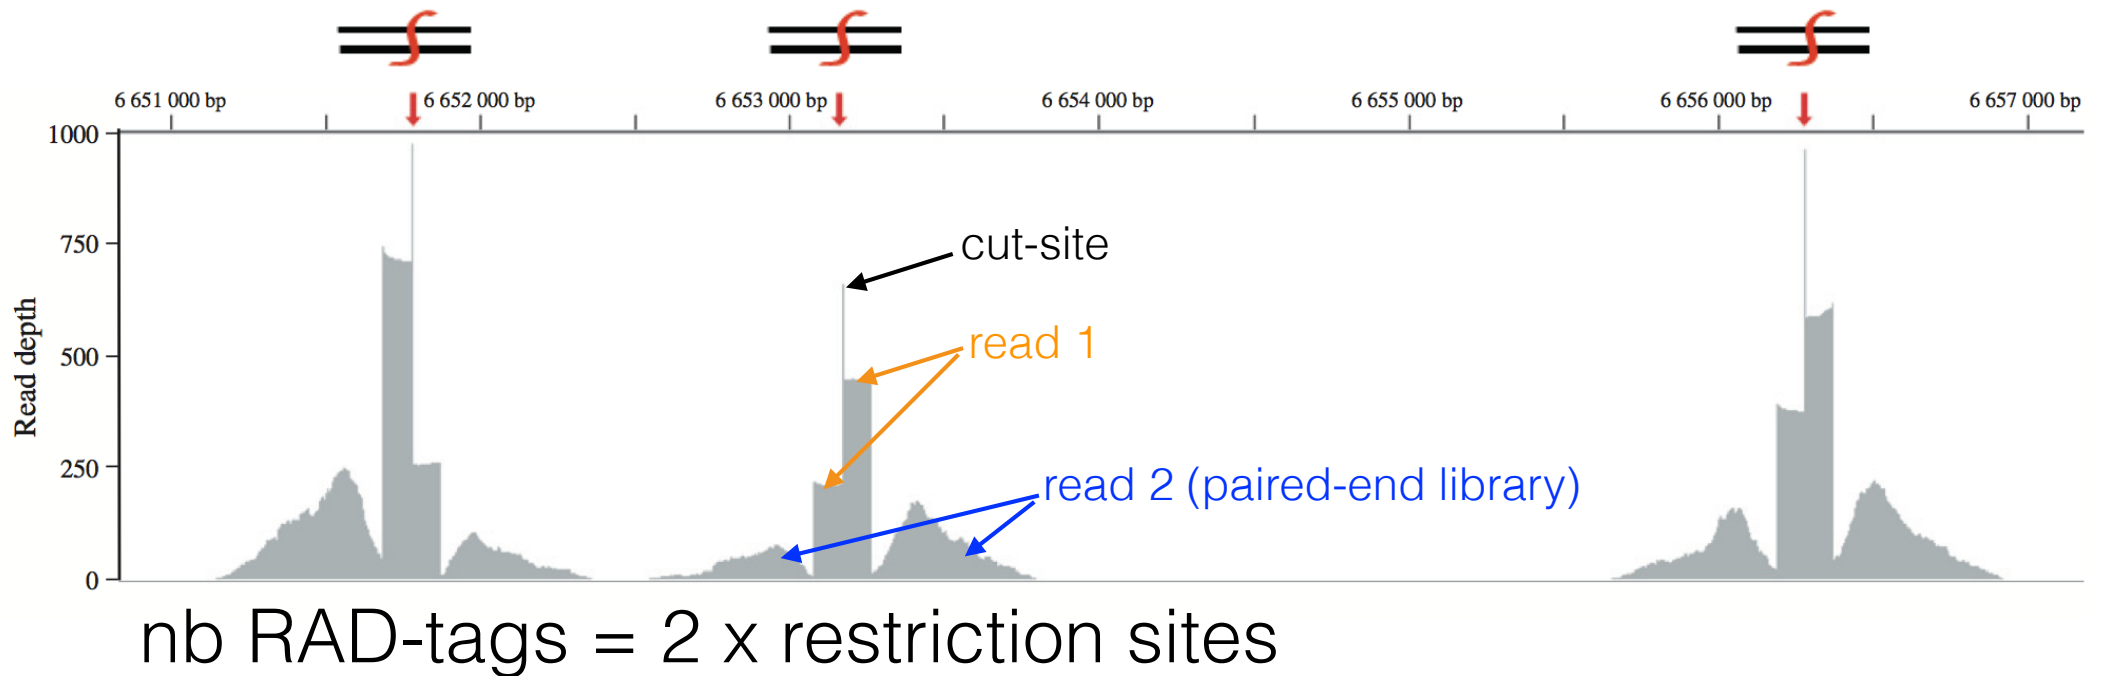 6 651 000 bp 6 652 000 bp 6 653 000 bp 6 654 000 bp 6 655 000 bp 6 656 000 bp 6 657 000 bp
1000
750
500
250
0
Read depth
cut-site
read 1
read 2 (paired-end library)
nb RAD-tags = 2 x restriction sites